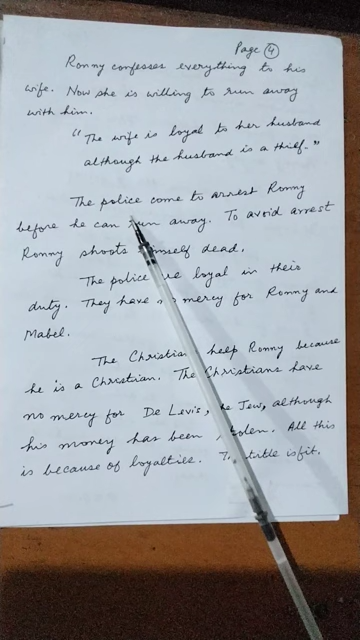 Page 4
Ronny confesses everything to his
wife. Now she is willing to run away
with him.
"The wife is loyal to her husband
although the husband is a thief."
The police come to arrest Ronny
before he can run away. To avoid arrest
Ronny shoots himself dead.
The police are loyal in their
duty. They have no mercy for Ronny and
Mabel.
The Christian help Ronny because
he is a Christian. The Christians have
no mercy for De Levis, the Jew, although
his money has been stolen. All this
is because of loyalties. The title is fit.